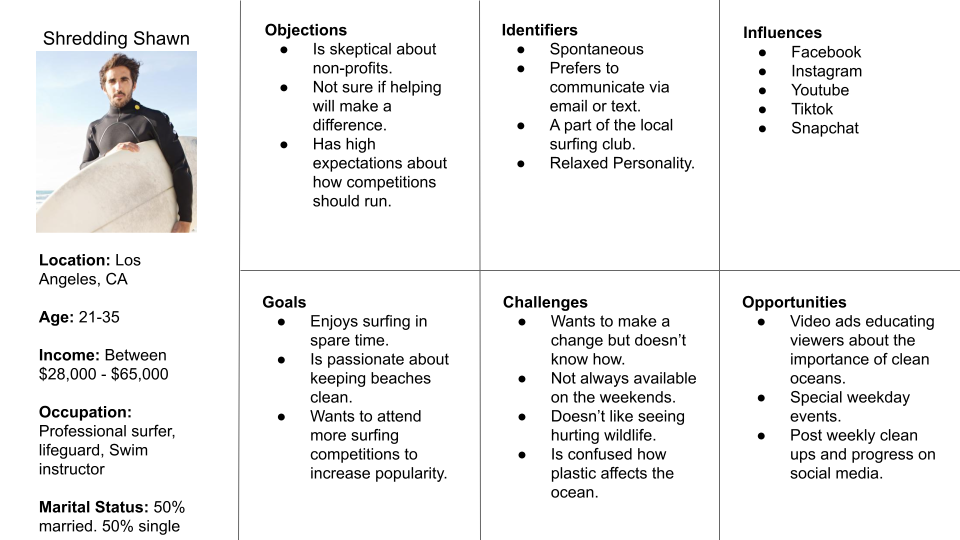 Shredding Shawn
Location: Los
Angeles, CA
Age: 21-35
Income: Between
$28,000 - $65,000
Occupation:
Professional surfer,
lifeguard, Swim
instructor
Marital Status: 50%
married. 50% single
Objections
● Is skeptical about
non-profits.
● Not sure if helping
will make a
difference.
● Has high
expectations about
how competitions
should run.
Identifiers
● Spontaneous
● Prefers to
communicate via
email or text.
● A part of the local
surfing club.
● Relaxed Personality.
Influences
● Facebook
● Instagram
● Youtube
● Tiktok
● Snapchat
Goals
● Enjoys surfing in
spare time.
● Is passionate about
keeping beaches
clean.
● Wants to attend
more surfing
competitions to
increase popularity.
Challenges
● Wants to make a
change but doesn’t
know how.
● Not always available
on the weekends.
● Doesn’t like seeing
hurting wildlife.
● Is confused how
plastic affects the
ocean.
Opportunities
● Video ads educating
viewers about the
importance of clean
oceans.
● Special weekday
events.
● Post weekly clean
ups and progress on
social media.